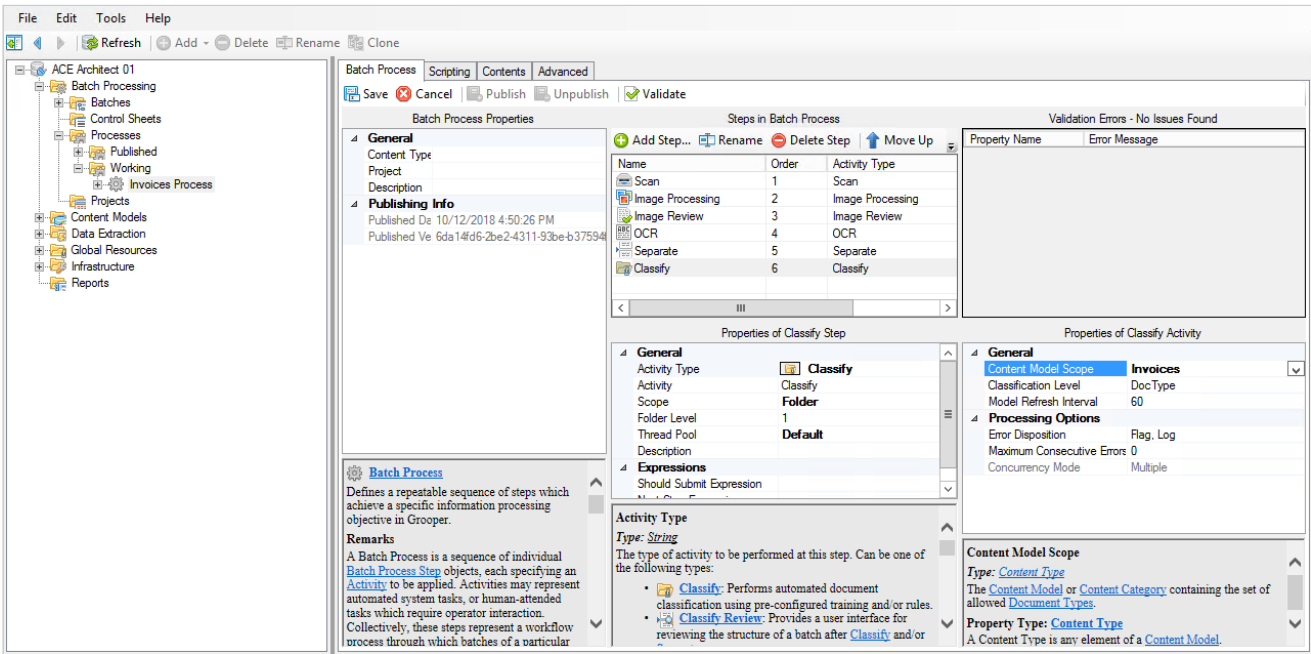 File Edit Tools Help
Refresh Add Delete Rename Clone
ACE Architect 01
Batch Processing
Batches
Control Sheets
Processes
Published
Working
Invoices Process
Projects
Content Models
Data Extraction
Global Resources
Infrastructure
Reports
Batch Process Scripting Contents Advanced
Save Cancel Publish Unpublish Validate
Batch Process Properties
General
Content Type
Project
Description
Publishing Info
Published Da 10/12/2018 4:50:26 PM
Published Ve 6da14fd6-2be2-4311-93be-b37594f
Batch Process
Defines a repeatable sequence of steps which
achieve a specific information processing
objective in Grooper.
Remarks
A Batch Process is a sequence of individual
Batch Process Step objects, each specifying an
Activity to be applied. Activities may represent
automated system tasks, or human-attended
tasks which require operator interaction.
Collectively, these steps represent a workflow
process through which batches of a particular
Steps in Batch Process
Add Step... Rename Delete Step Move Up
Name Order Activity Type
Scan 1 Scan
Image Processing 2 Image Processing
Image Review 3 Image Review
ABC OCR 4 OCR
Separate 5 Separate
Classify 6 Classify
Properties of Classify Step
General
Activity Type Classify
Activity Classify
Scope Folder
Folder Level 1
Thread Pool Default
Description
Expressions
Should Submit Expression
Activity Type
Type: String
The type of activity to be performed at this step. Can be one of
the following types:
• Classify: Performs automated document
classification using pre-configured training and/or rules.
• Classify Review: Provides a user interface for
reviewing the structure of a batch after Classify and/or
Validation Errors - No Issues Found
Property Name Error Message
Properties of Classify Activity
General
Content Model Scope Invoices
Classification Level DocType
Model Refresh Interval 60
Processing Options
Error Disposition Flag, Log
Maximum Consecutive Errors 0
Concurrency Mode Multiple
Content Model Scope
Type: Content Type
The Content Model or Content Category containing the set of
allowed Document Types.
Property Type: Content Type
A Content Type is any element of a Content Model.